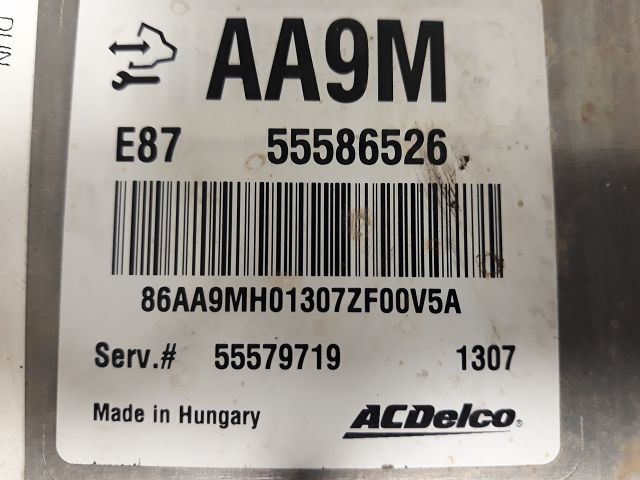 AA9M
E87 55586526
86AA9MH01307ZF00V5A
Serv.# 55579719 1307
Made in Hungary ACDelco®